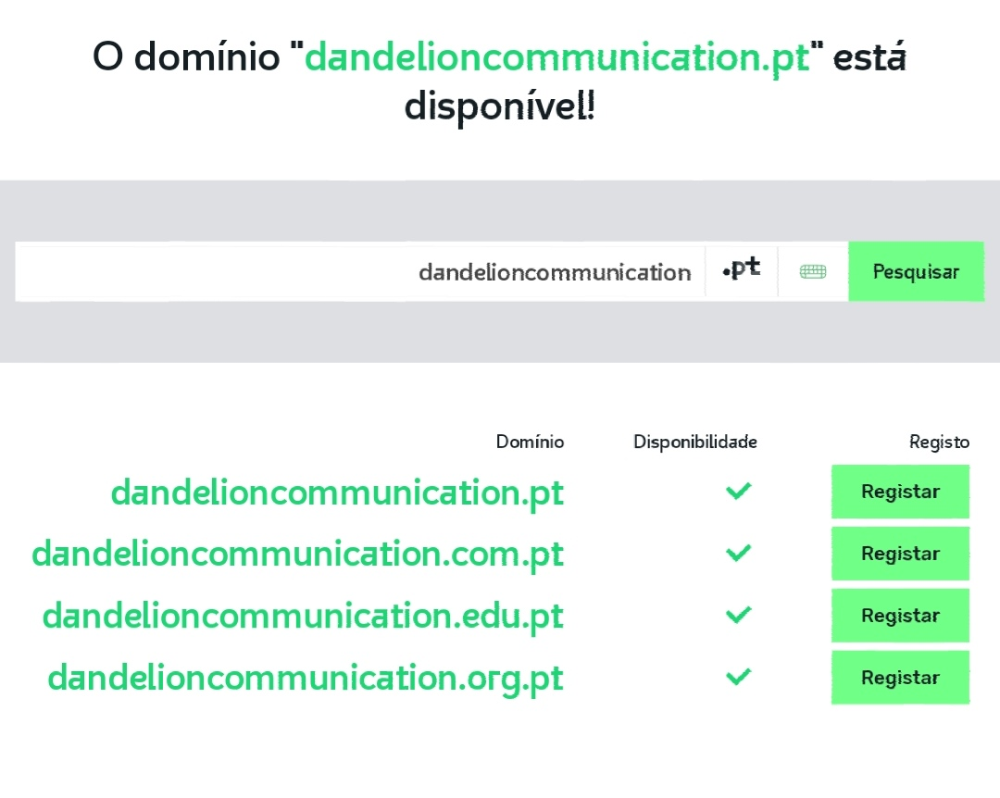 O domínio "dandelioncommunication.pt" está
disponível!
dandelioncommunication .pt Pesquisar
Domínio Disponibilidade Registo
dandelioncommunication.pt Registar
dandelioncommunication.com.pt Registar
dandelioncommunication.edu.pt Registar
dandelioncommunication.org.pt Registar